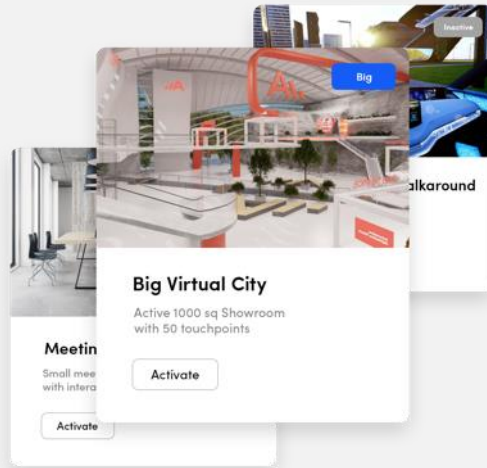 Inactive
Big
alkaround
Big Virtual City
Active 1000 sq Showroom
with 50 touchpoints
Activate
Meetin
Small mee
with intera
Activate